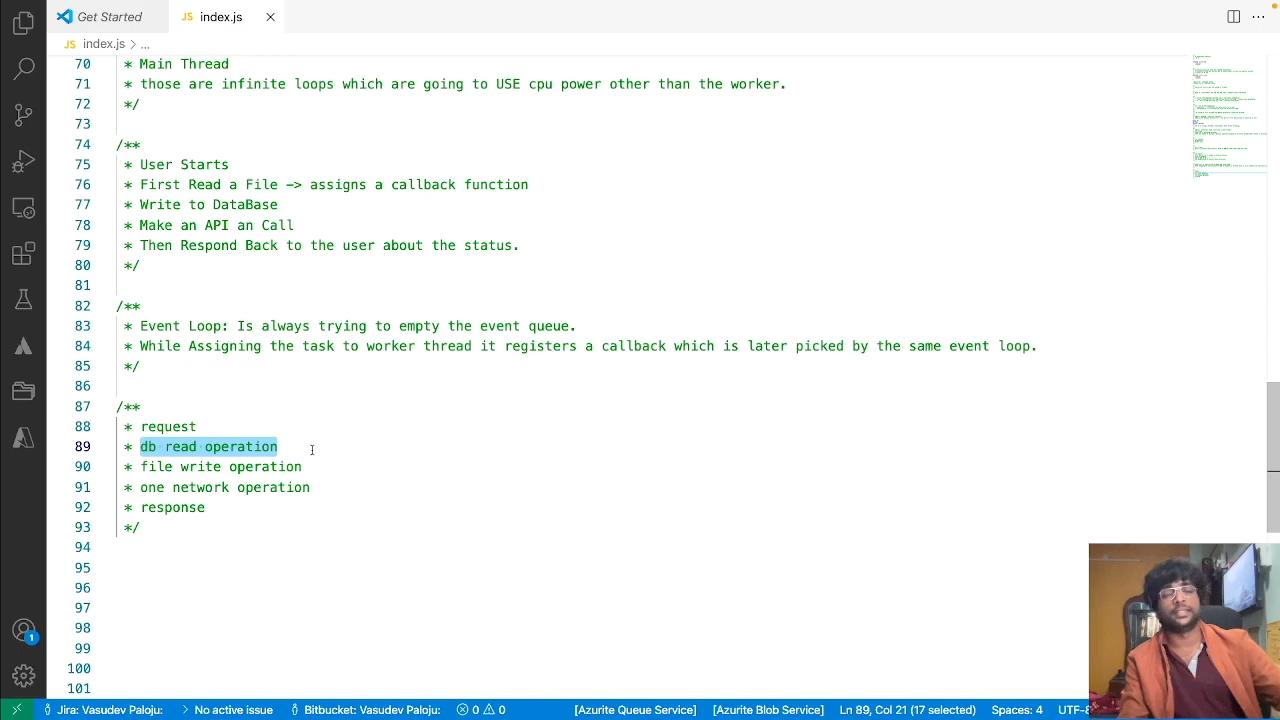 Get Started
JS index.js
JS index.js > ...
70 * Main Thread
71 * those are infinite loops which are going to use cpu power other than the worker.
72 */
73
74 /**
75 * User Starts
76 * First Read a File -> assigns a callback function
77 * Write to DataBase
78 * Make an API an Call
79 * Then Respond Back to the user about the status.
80 */
81
82 /**
83 * Event Loop: Is always trying to empty the event queue.
84 * While Assigning the task to worker thread it registers a callback which is later picked by the same event loop.
85 */
86
87 /**
88 * request
89 * db read operation
90 * file write operation
91 * one network operation
92 * response
93 */
94
95
96
97
98
99
100
101
1
Jira: Vasudev Paloju: No active issue Bitbucket: Vasudev Paloju: 0 0 [Azurite Queue Service] [Azurite Blob Service] Ln 89, Col 21 (17 selected) Spaces: 4 UTF-8